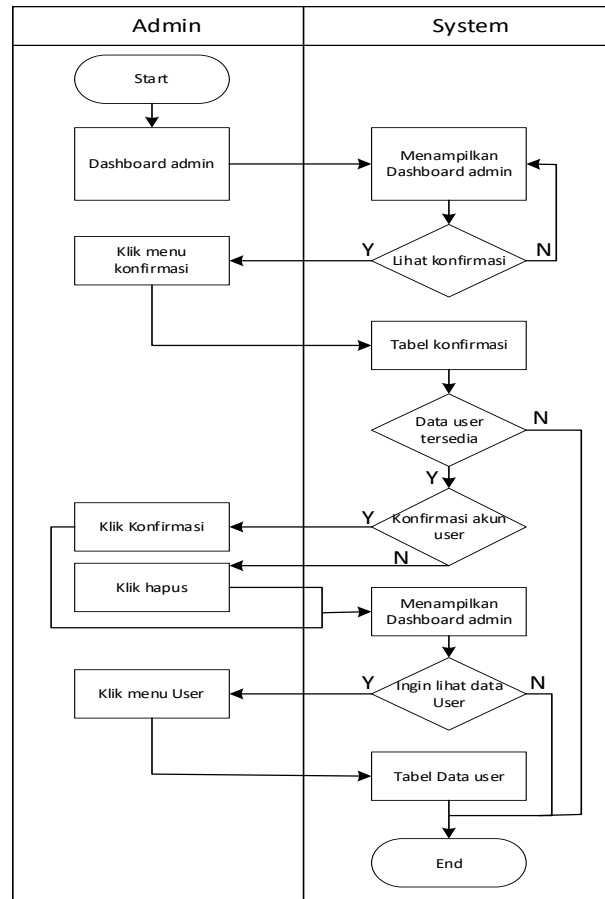 Admin
System
Start
Dashboard admin
Menampilkan
Dashboard admin
Klik menu
konfirmasi
Y
Lihat konfirmasi
N
Tabel konfirmasi
Data user
tersedia
N
Y
Klik Konfirmasi
Y
Konfirmasi akun
user
N
Klik hapus
Menampilkan
Dashboard admin
Klik menu User
Y
Ingin lihat data
User
N
Tabel Data user
End